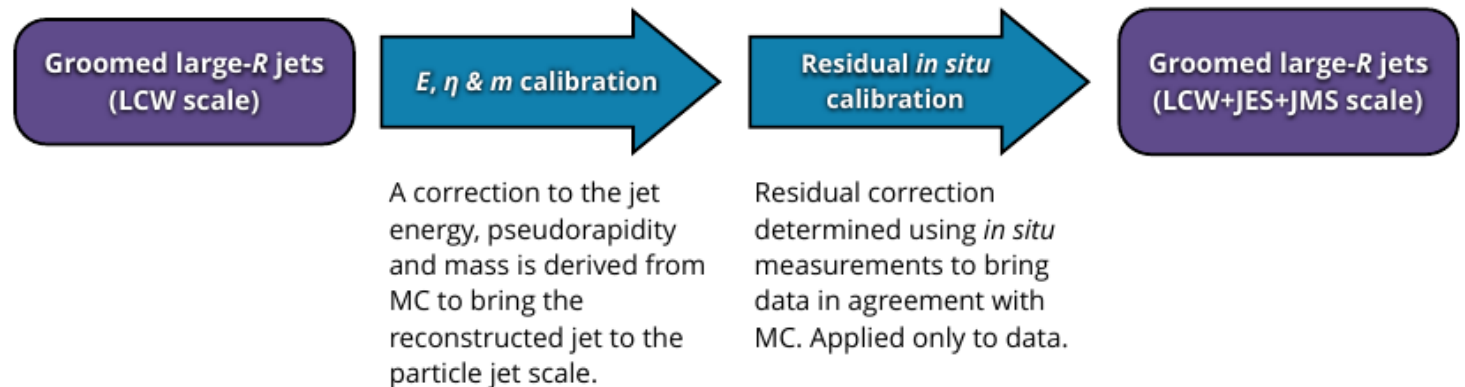 Groomed large-R jets
(LCW scale)
E, η & m calibration
Residual in situ
calibration
Groomed large-R jets
(LCW+JES+JMS scale)
A correction to the jet
energy, pseudorapidity
and mass is derived from
MC to bring the
reconstructed jet to the
particle jet scale.
Residual correction
determined using in situ
measurements to bring
data in agreement with
MC. Applied only to data.